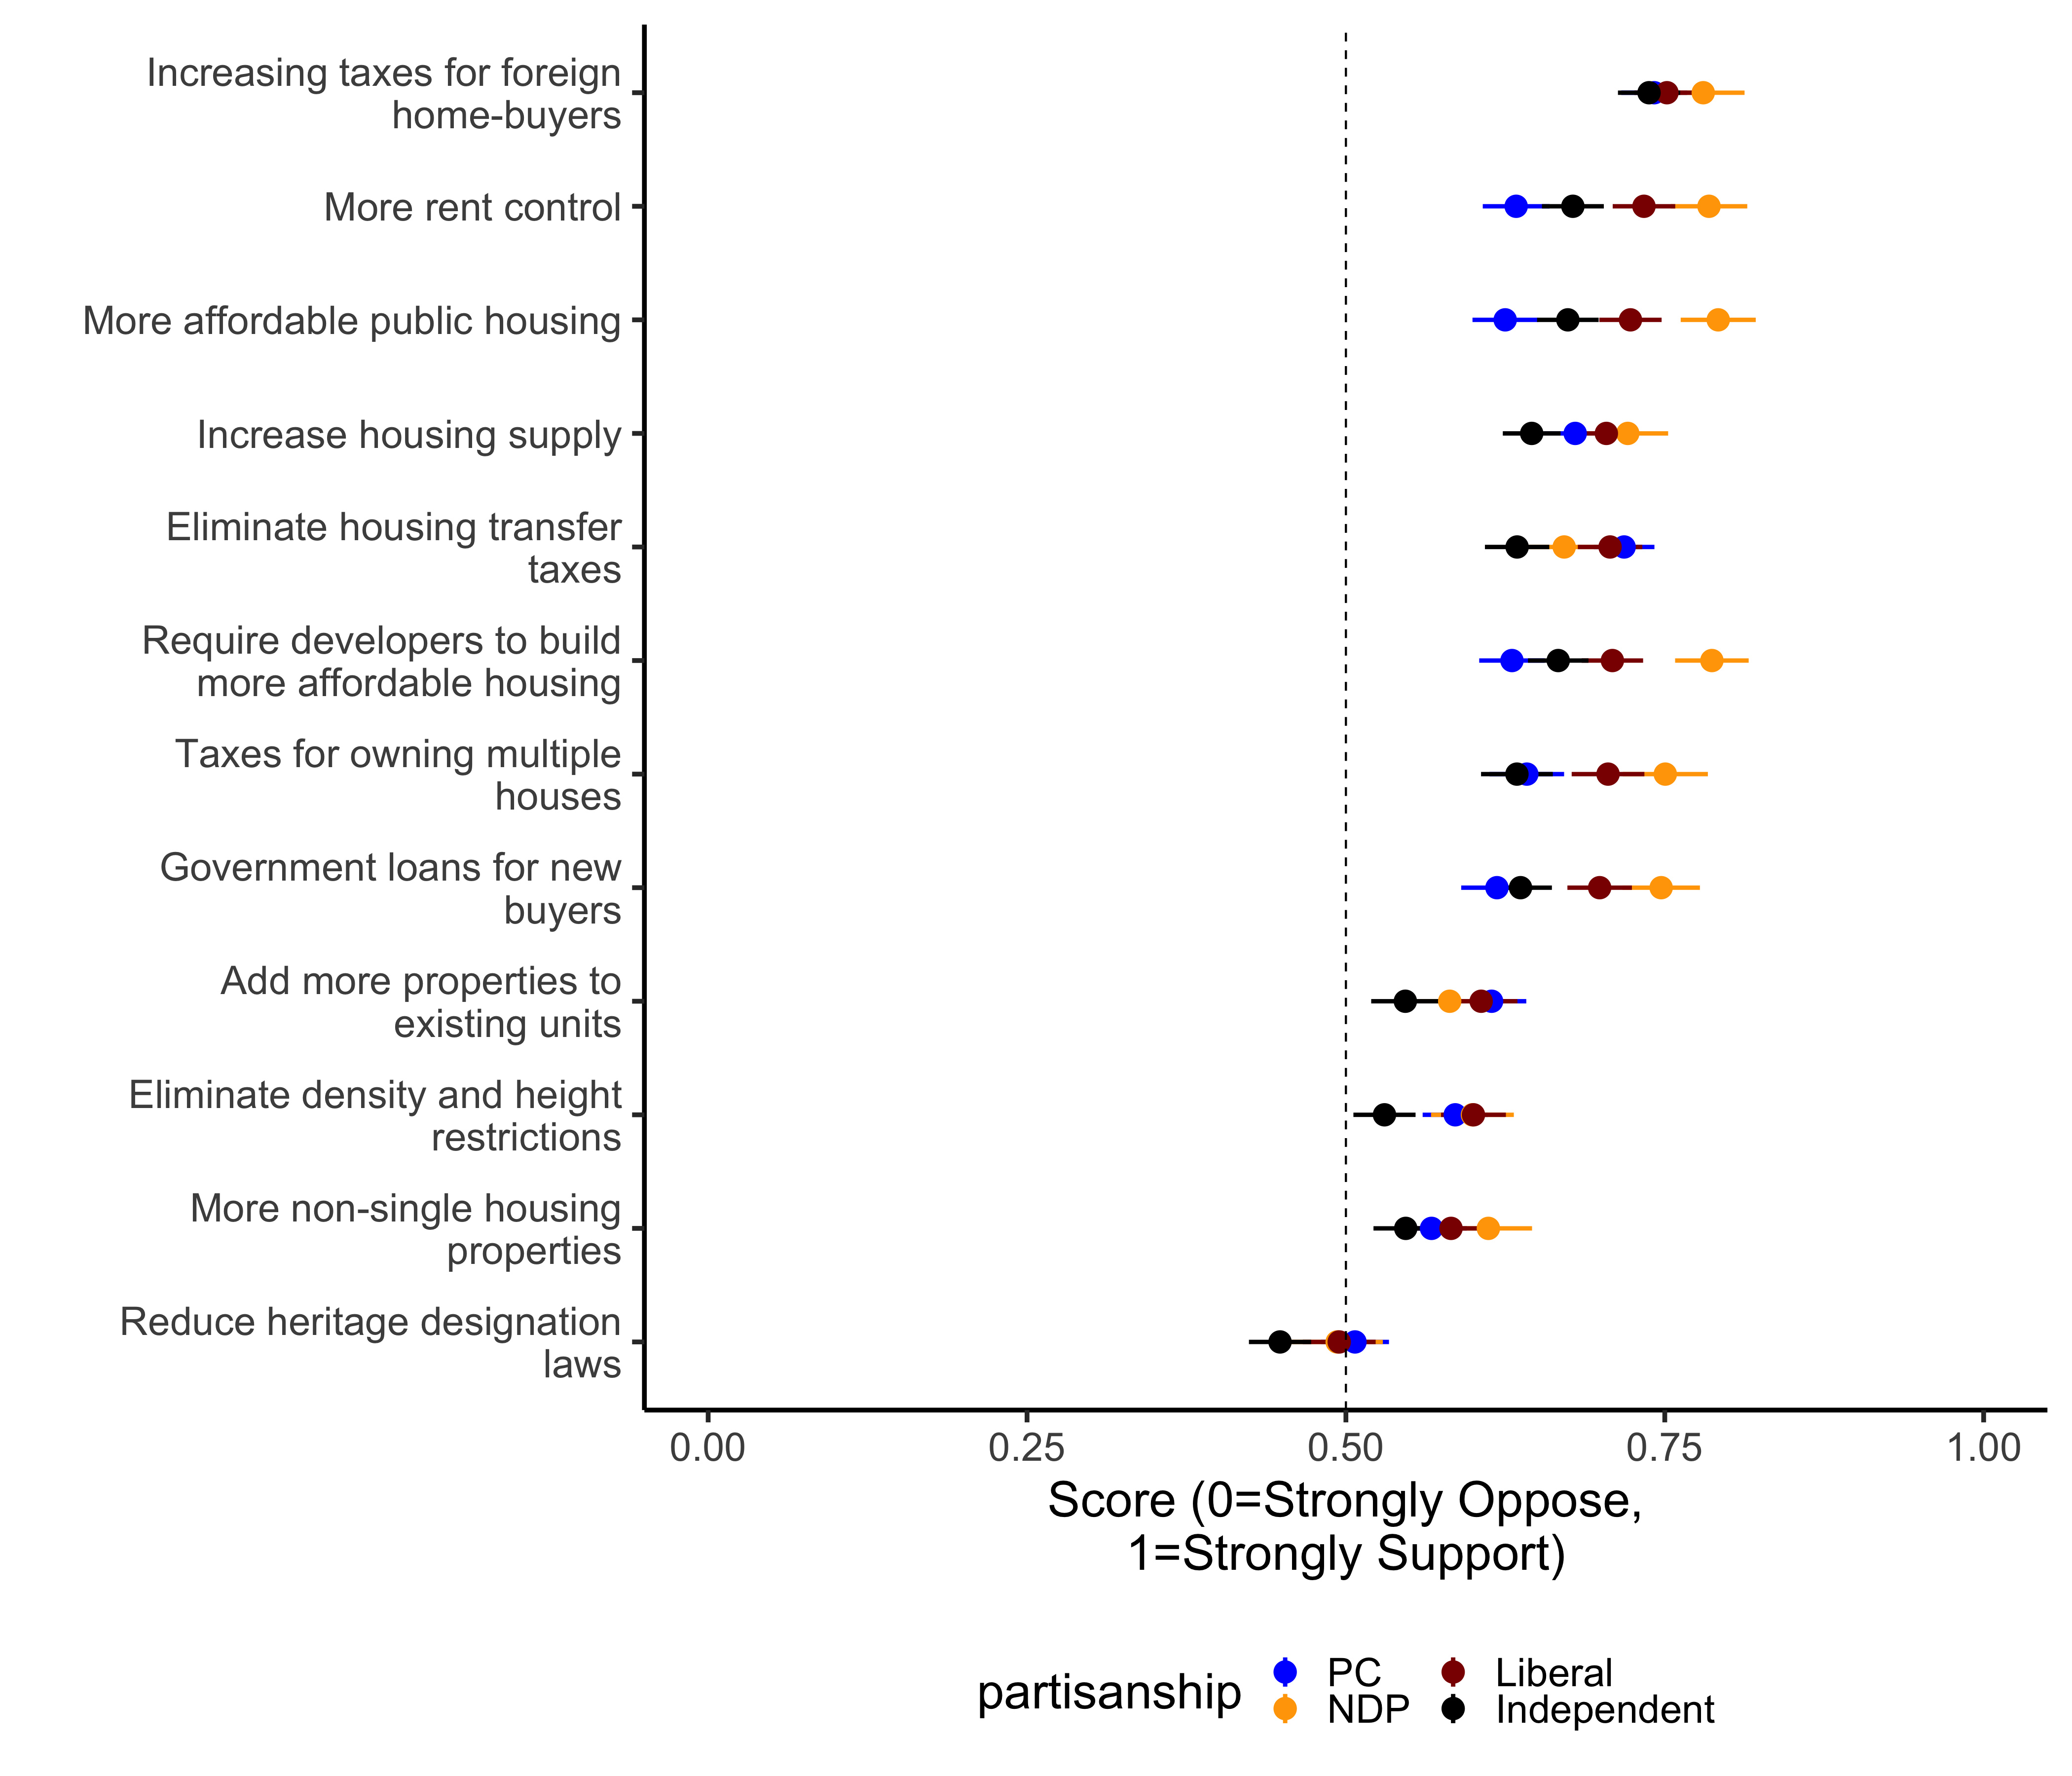 Increasing taxes for foreign
home-buyers
More rent control
More affordable public housing
Increase housing supply
Eliminate housing transfer
taxes
Require developers to build
more affordable housing
Taxes for owning multiple
houses
Government loans for new
buyers
Add more properties to
existing units
Eliminate density and height
restrictions
More non-single housing
properties
Reduce heritage designation
laws
0.00 0.25 0.50 0.75 1.00
Score (0=Strongly Oppose,
1=Strongly Support)
partisanship
PC Liberal
NDP Independent